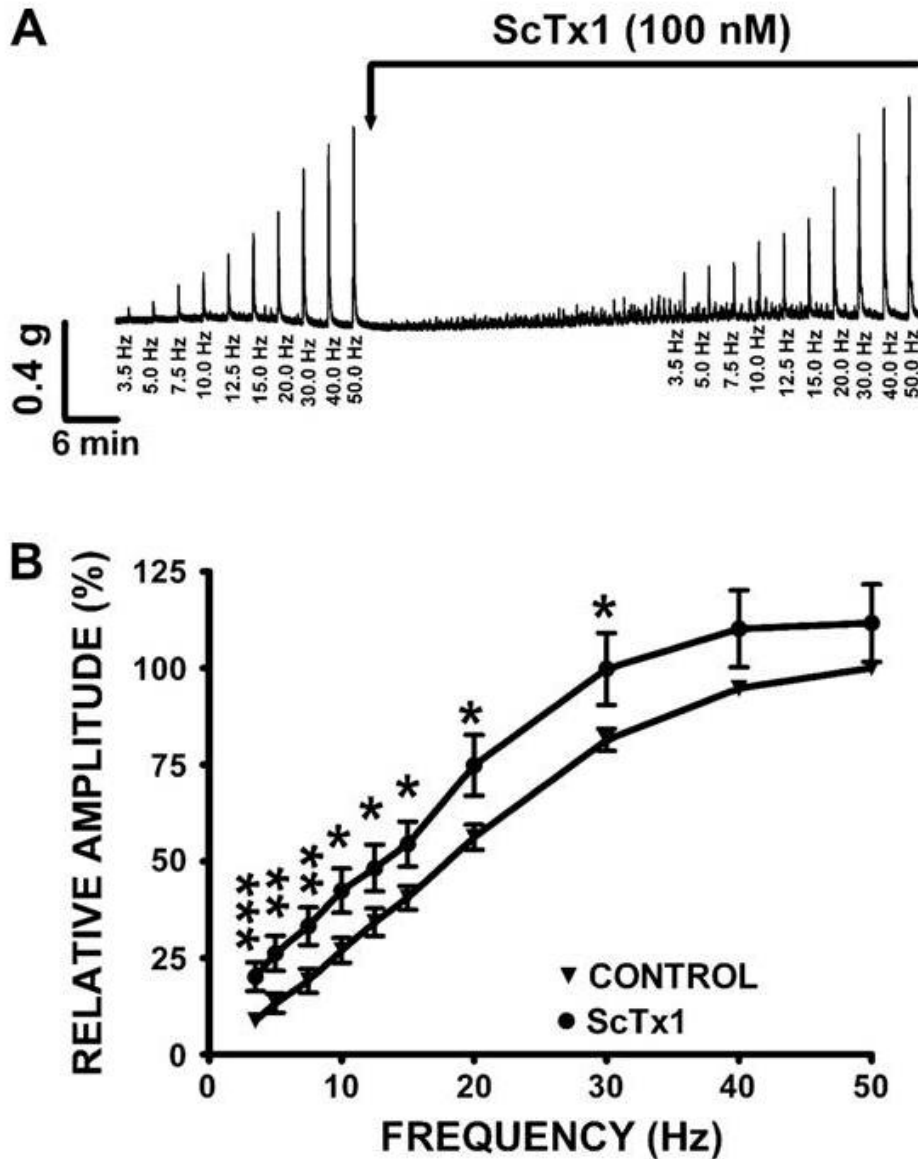 A
ScTx1 (100 nM)
0.4 g
6 min
3.5 Hz
5.0 Hz
7.5 Hz
10.0 Hz
12.5 Hz
15.0 Hz
20.0 Hz
30.0 Hz
40.0 Hz
50.0 Hz
3.5 Hz
5.0 Hz
7.5 Hz
10.0 Hz
12.5 Hz
15.0 Hz
20.0 Hz
30.0 Hz
40.0 Hz
50.0 Hz
B
RELATIVE AMPLITUDE (%)
125
100
75
50
25
0
***
**
**
*
*
*
*
*
CONTROL
ScTx1
0
10
20
30
40
50
FREQUENCY (Hz)